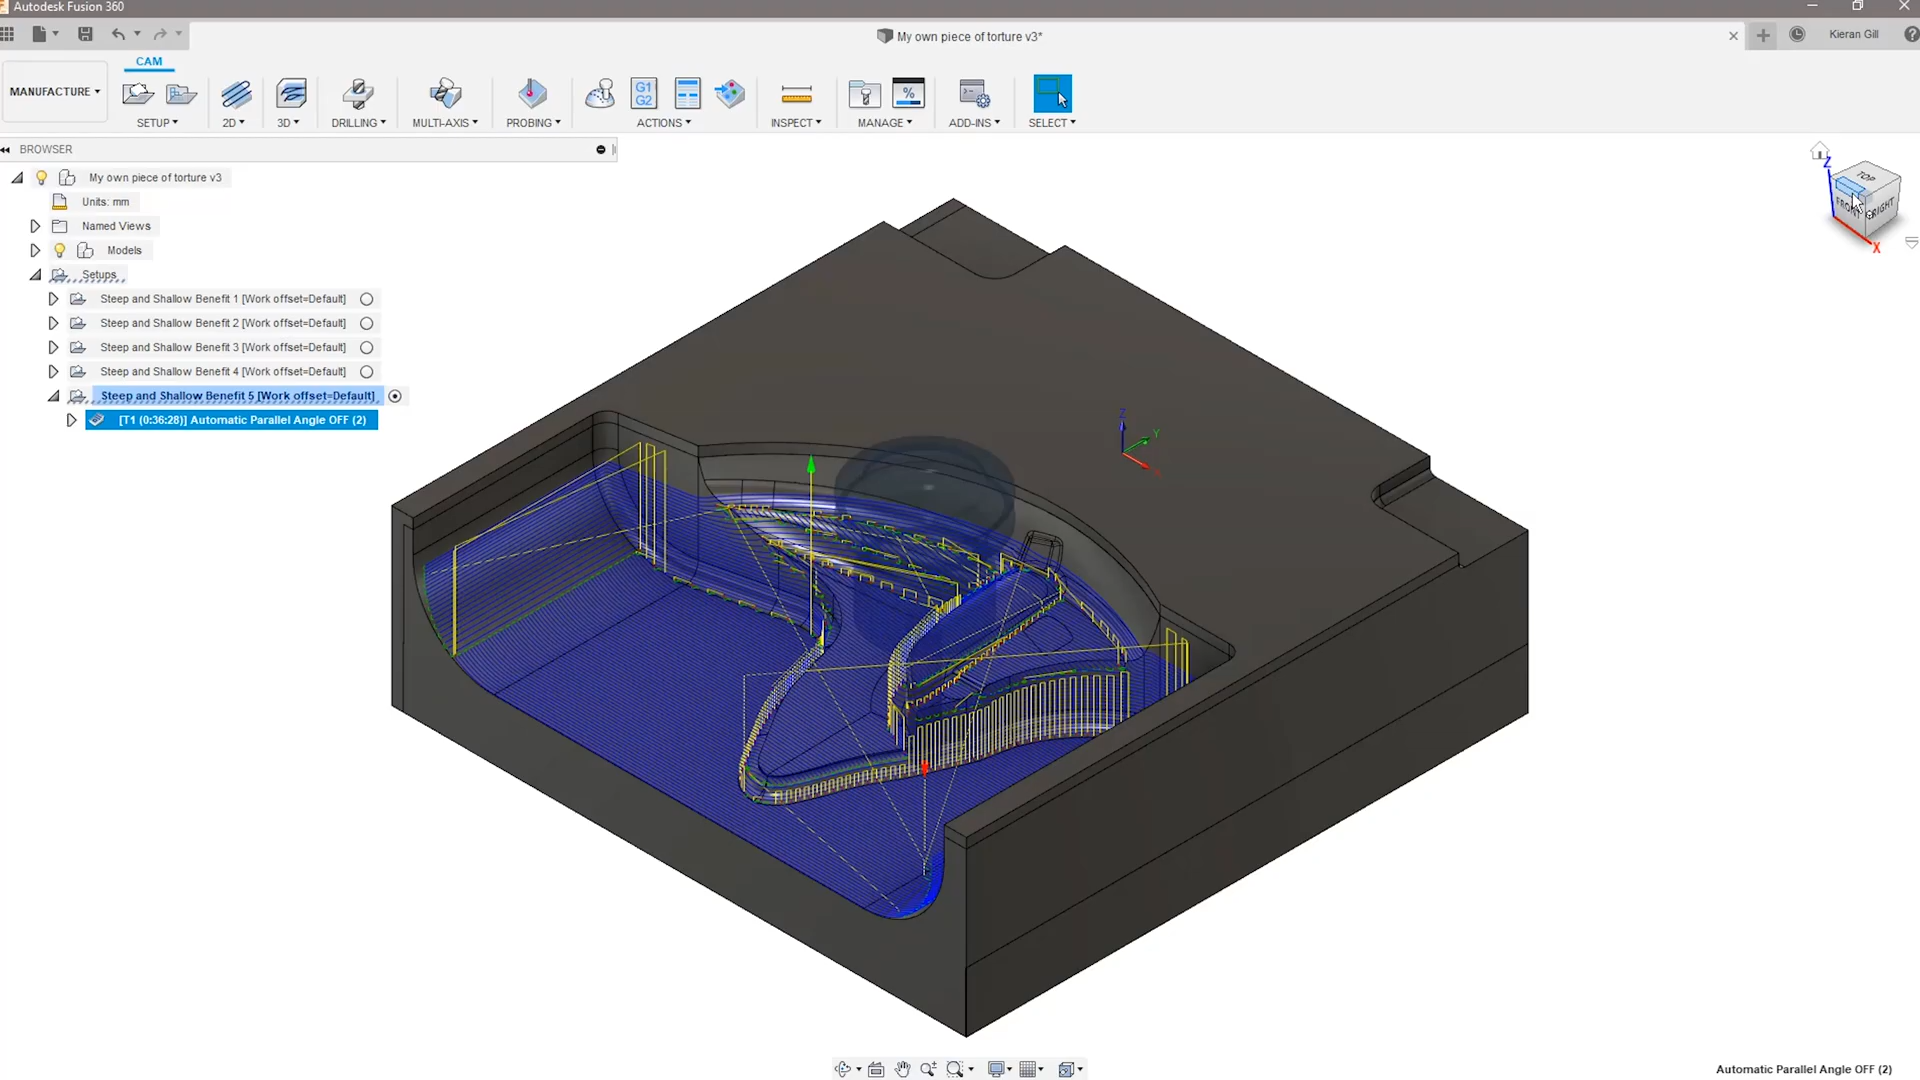 Autodesk Fusion 360
My own piece of torture v3*
Kieran Gill
CAM
MANUFACTURE
G1
G2
%
SETUP
2D
3D
DRILLING
MULTI-AXIS
PROBING
ACTIONS
INSPECT
MANAGE
ADD-INS
SELECT
BROWSER
My own piece of torture v3
Units: mm
Named Views
Models
Setups
Steep and Shallow Benefit 1 [Work offset=Default]
Steep and Shallow Benefit 2 [Work offset=Default]
Steep and Shallow Benefit 3 [Work offset=Default]
Steep and Shallow Benefit 4 [Work offset=Default]
Steep and Shallow Benefit 5 [Work offset=Default]
[T1 (0:36:28)] Automatic Parallel Angle OFF (2)
Z
TOP
RIGHT
X
Z
Y
Automatic Parallel Angle OFF (2)